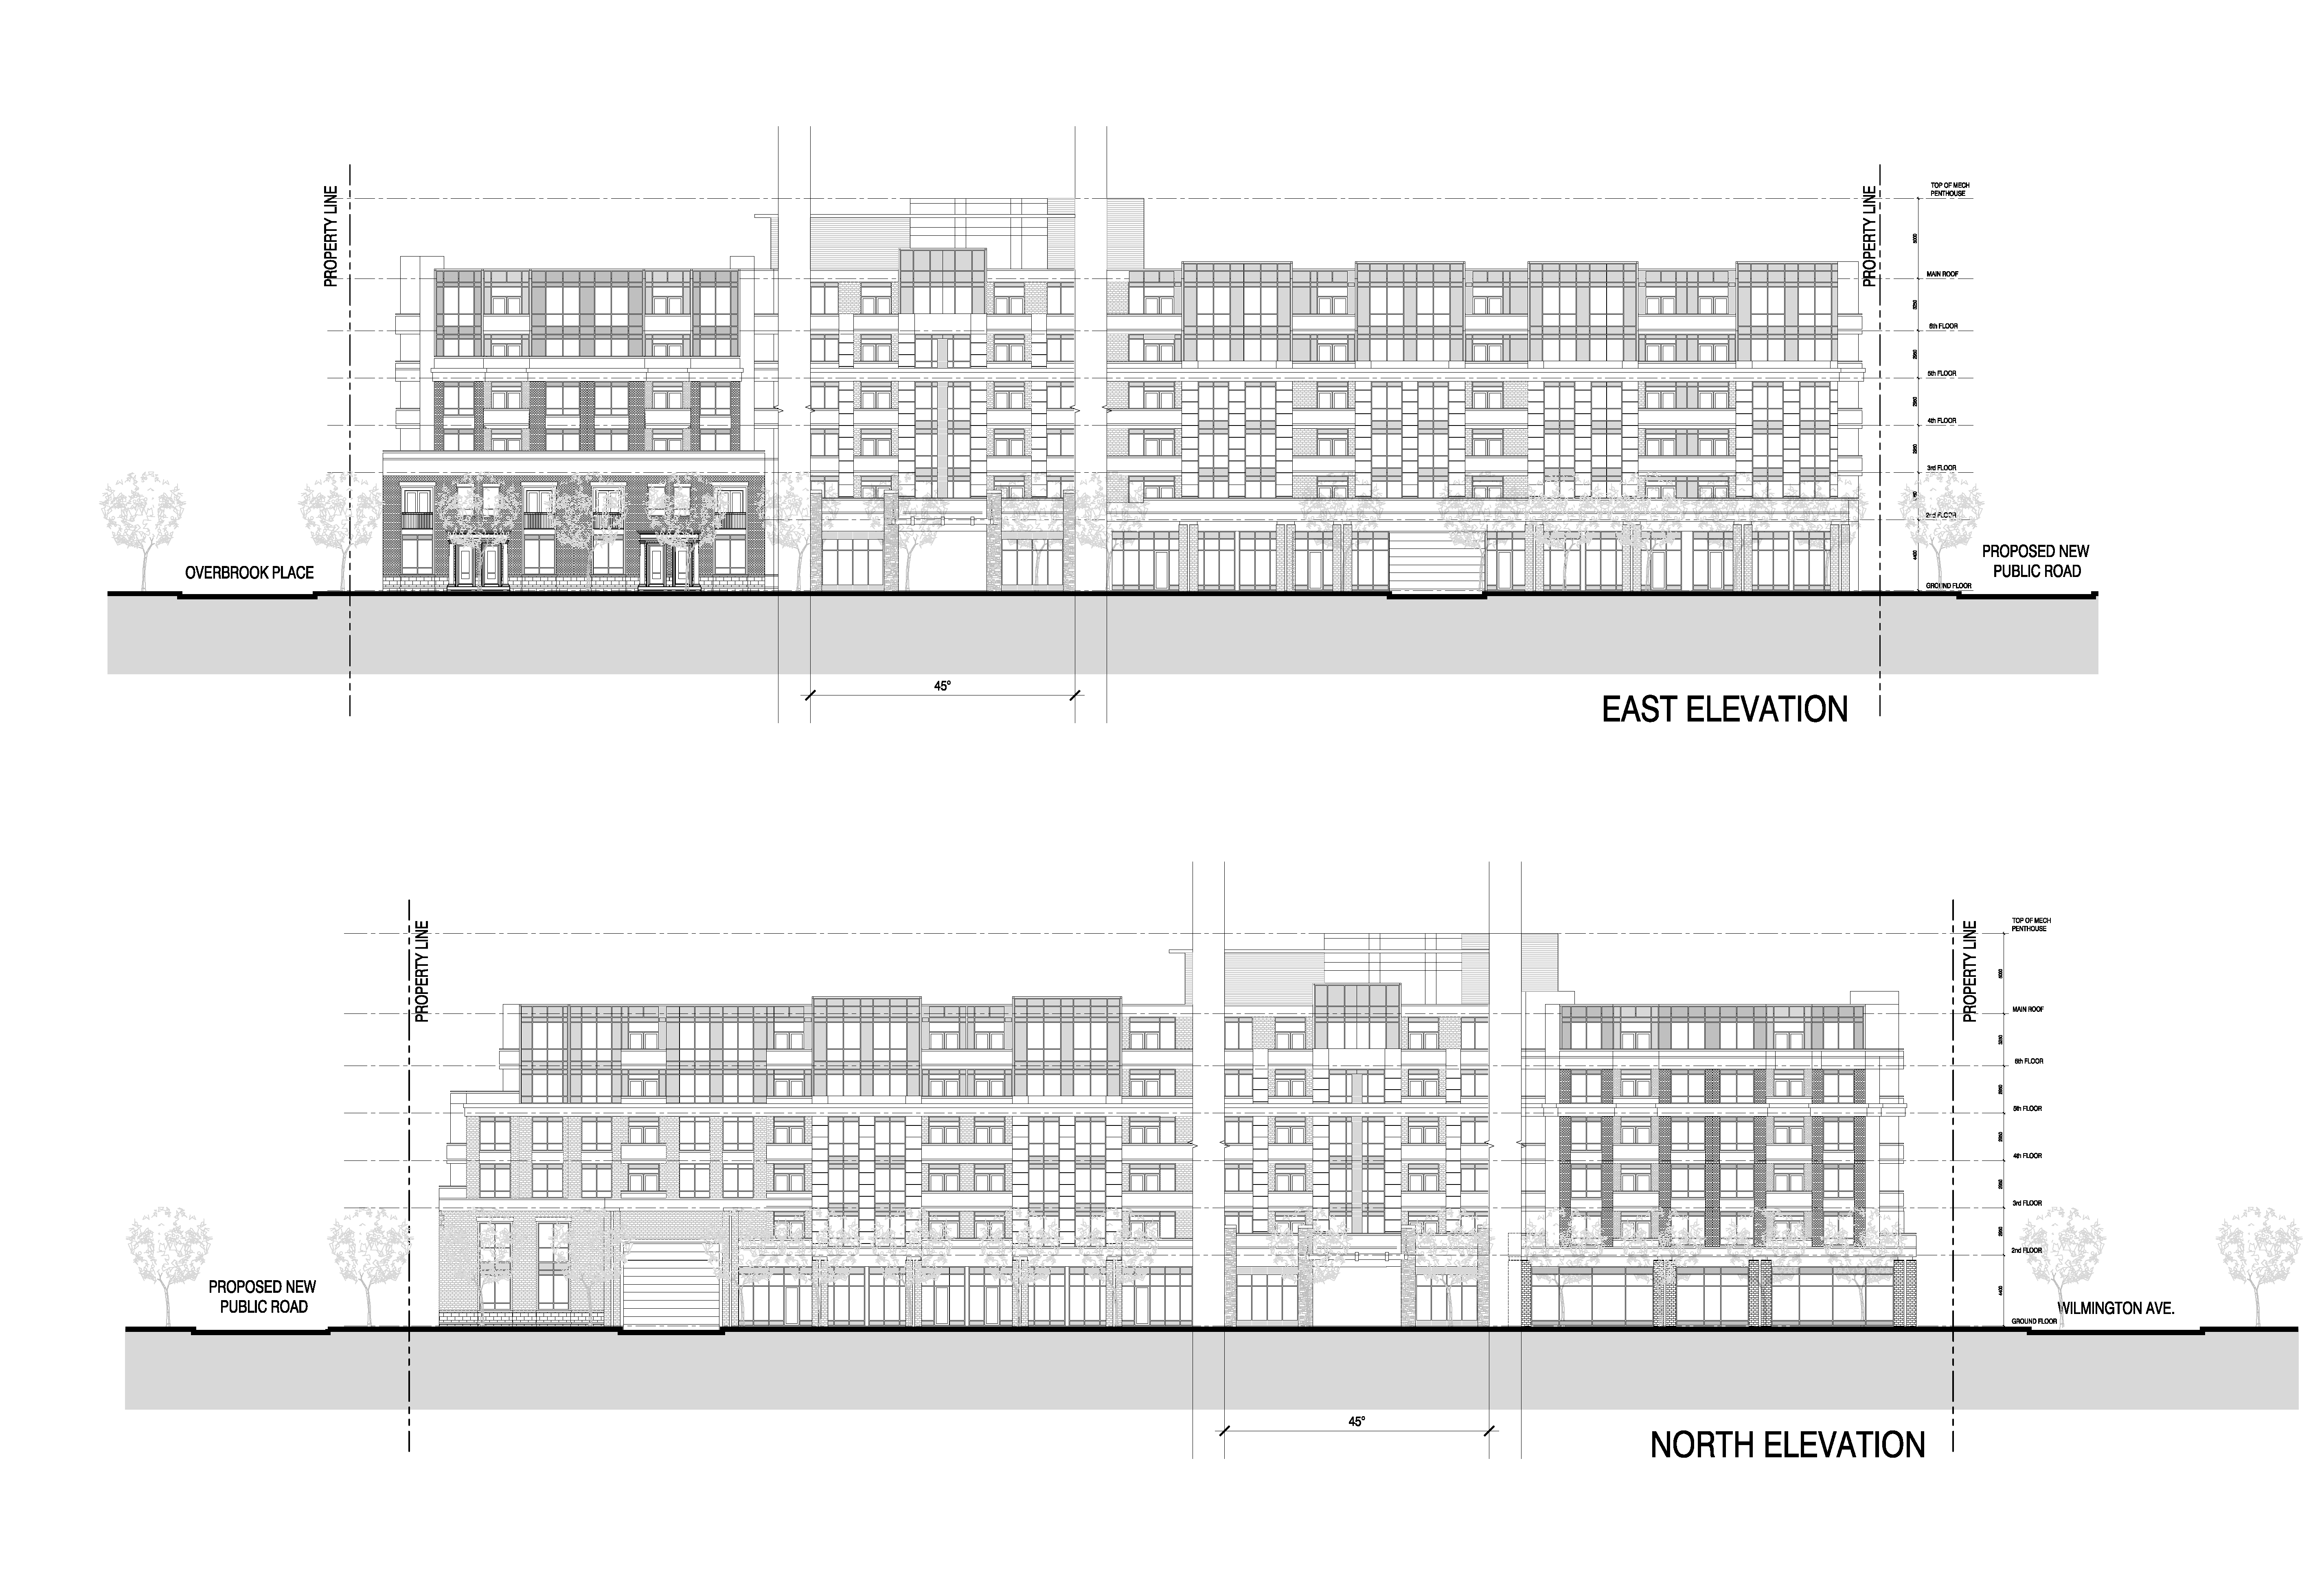 TOP OF MECH
PENTHOUSE
PROPERTY LINE
PROPERTY LINE
MAIN ROOF
6th FLOOR
5th FLOOR
4th FLOOR
3rd FLOOR
2nd FLOOR
4400
GROUND FLOOR
OVERBROOK PLACE
PROPOSED NEW
PUBLIC ROAD
45°
EAST ELEVATION
TOP OF MECH
PENTHOUSE
PROPERTY LINE
PROPERTY LINE
MAIN ROOF
6th FLOOR
5th FLOOR
4th FLOOR
3rd FLOOR
2nd FLOOR
4400
GROUND FLOOR
PROPOSED NEW
PUBLIC ROAD
WILMINGTON AVE.
45°
NORTH ELEVATION